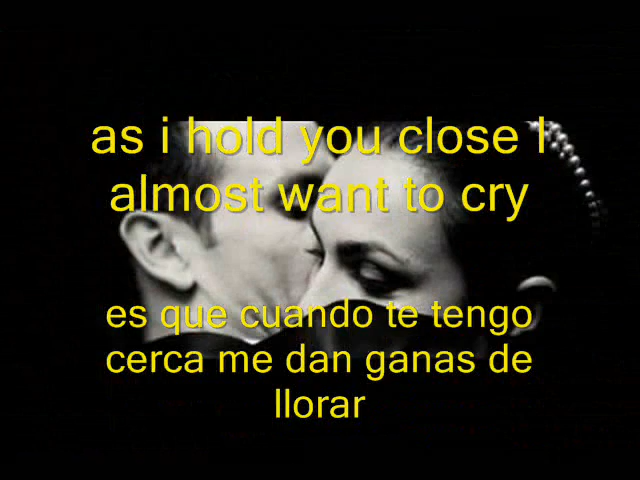 as i hold you close I
almost want to cry
es que cuando te tengo
cerca me dan ganas de
llorar